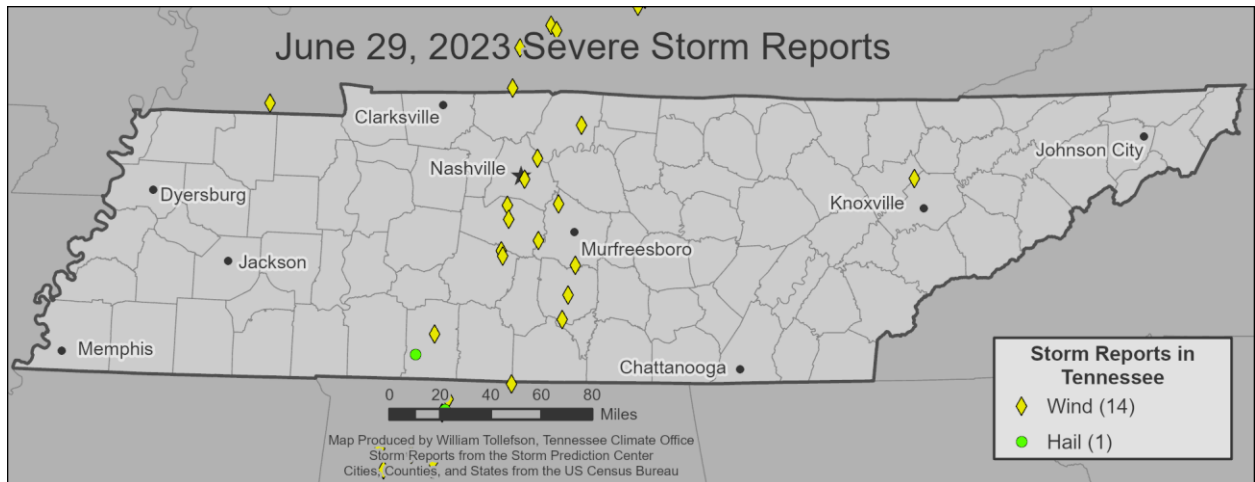 June 29, 2023 Severe Storm Reports
Clarksville
Johnson City
Nashville
Dyersburg
Knoxville
Murfreesboro
Jackson
Memphis
Chattanooga
Storm Reports in
Tennessee
Wind (14)
Hail (1)
0 20 40 60 80
Miles
Map Produced by William Tollefson, Tennessee Climate Office
Storm Reports from the Storm Prediction Center
Cities, Counties, and States from the US Census Bureau